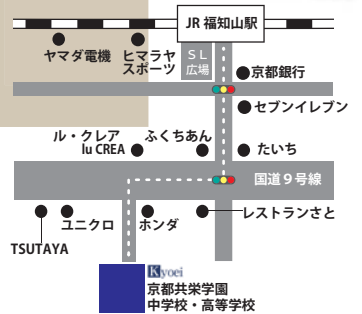 JR 福知山駅
ヤマダ電機
ヒマラヤ
スポーツ
ＳＬ
広場
京都銀行
セブンイレブン
ル・クレア
lu CREA
ふくちあん
たいち
国道９号線
TSUTAYA
ユニクロ
ホンダ
レストランさと
Kyoei
京都共栄学園
中学校・高等学校